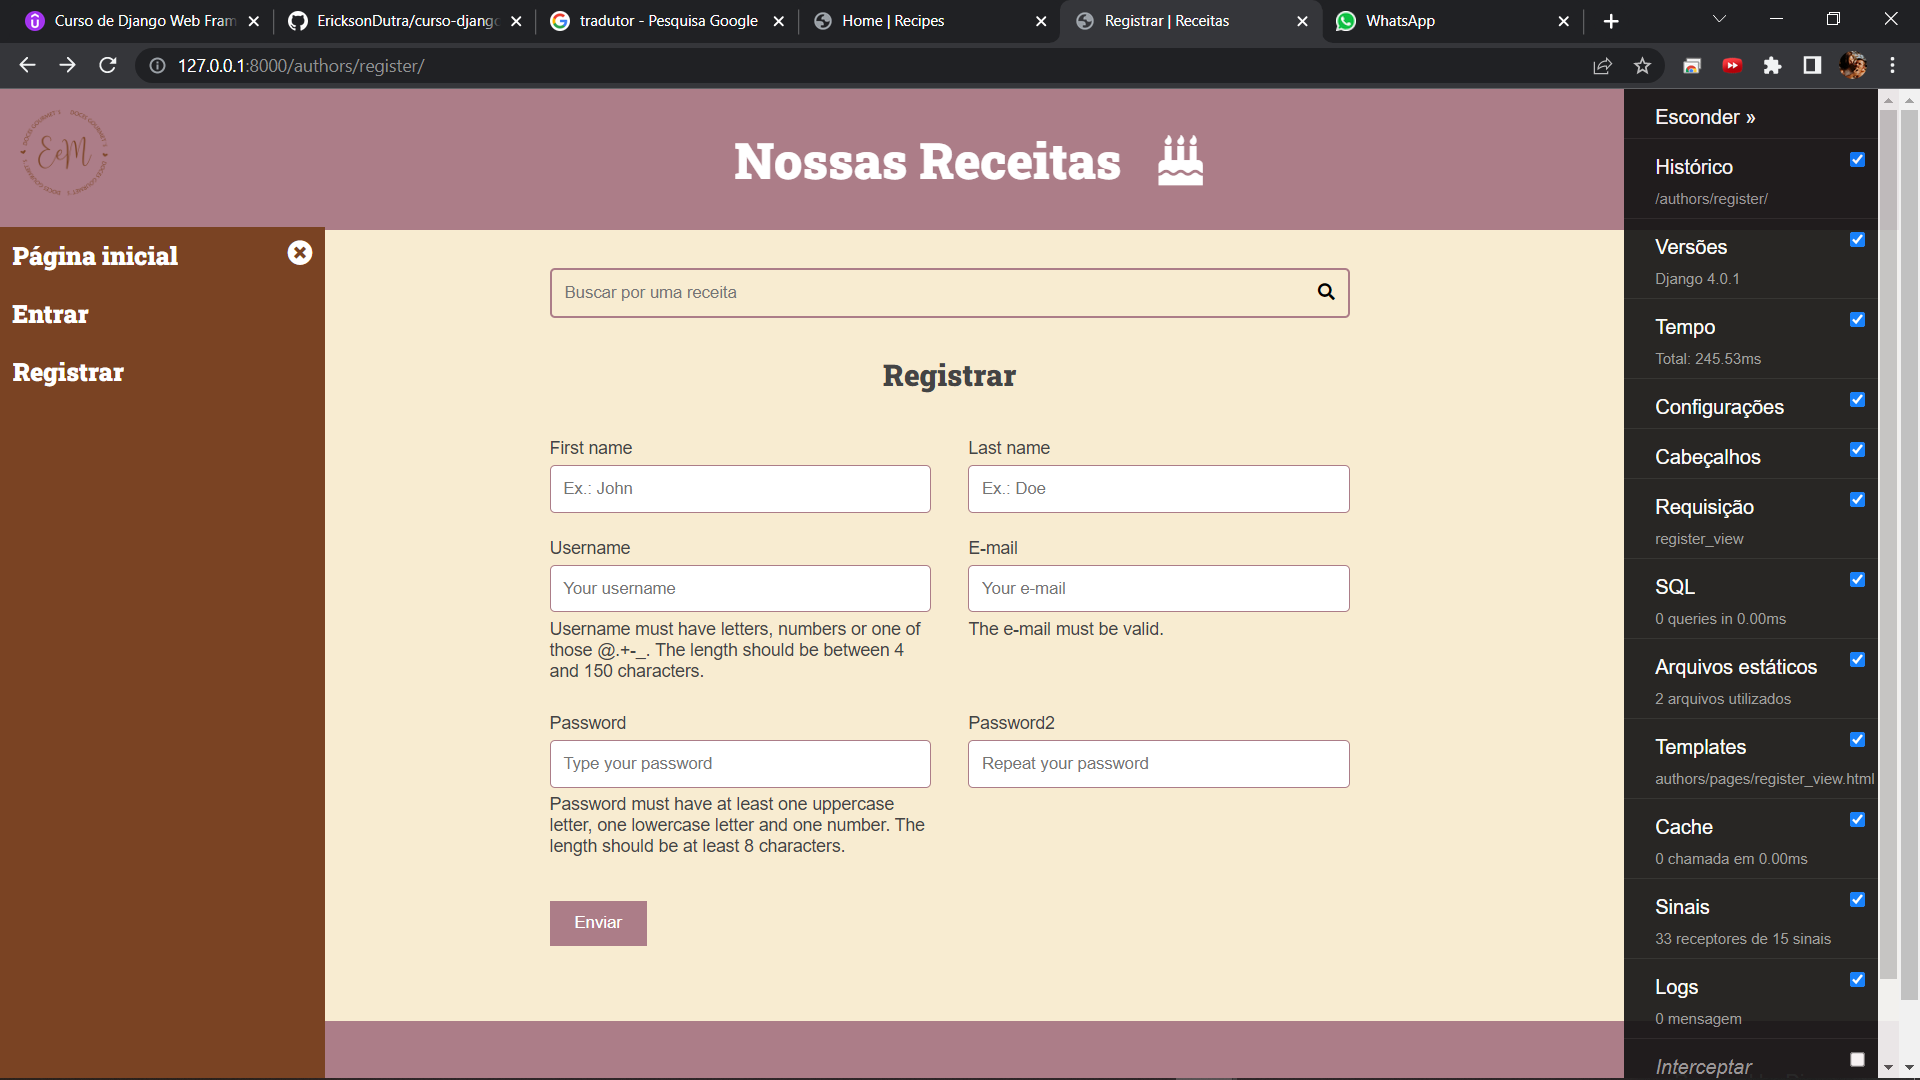 Curso de Django Web Fram
EricksonDutra/curso-django
tradutor - Pesquisa Google
Home | Recipes
Registrar | Receitas
WhatsApp
127.0.0.1:8000/authors/register/
EeM
Nossas Receitas
Página inicial
Entrar
Registrar
Buscar por uma receita
Registrar
First name
Last name
Ex.: John
Ex.: Doe
Username
E-mail
Your username
Your e-mail
Username must have letters, numbers or one of
those @.+-_. The length should be between 4
and 150 characters.
The e-mail must be valid.
Password
Password2
Type your password
Repeat your password
Password must have at least one uppercase
letter, one lowercase letter and one number. The
length should be at least 8 characters.
Enviar
Esconder »
Histórico
/authors/register/
Versões
Django 4.0.1
Tempo
Total: 245.53ms
Configurações
Cabeçalhos
Requisição
register_view
SQL
0 queries in 0.00ms
Arquivos estáticos
2 arquivos utilizados
Templates
authors/pages/register_view.html
Cache
0 chamada em 0.00ms
Sinais
33 receptores de 15 sinais
Logs
0 mensagem
Interceptar